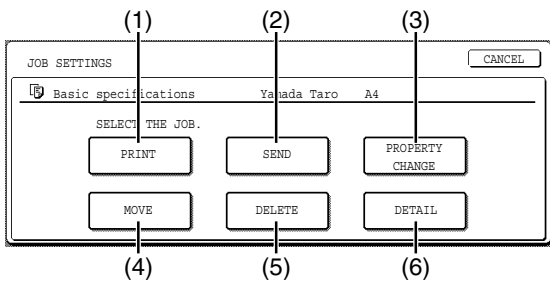 (1) (2) (3)
JOB SETTINGS CANCEL
Basic specifications Yamada Taro A4
SELECT THE JOB.
PRINT SEND PROPERTY CHANGE
MOVE DELETE DETAIL
(4) (5) (6)